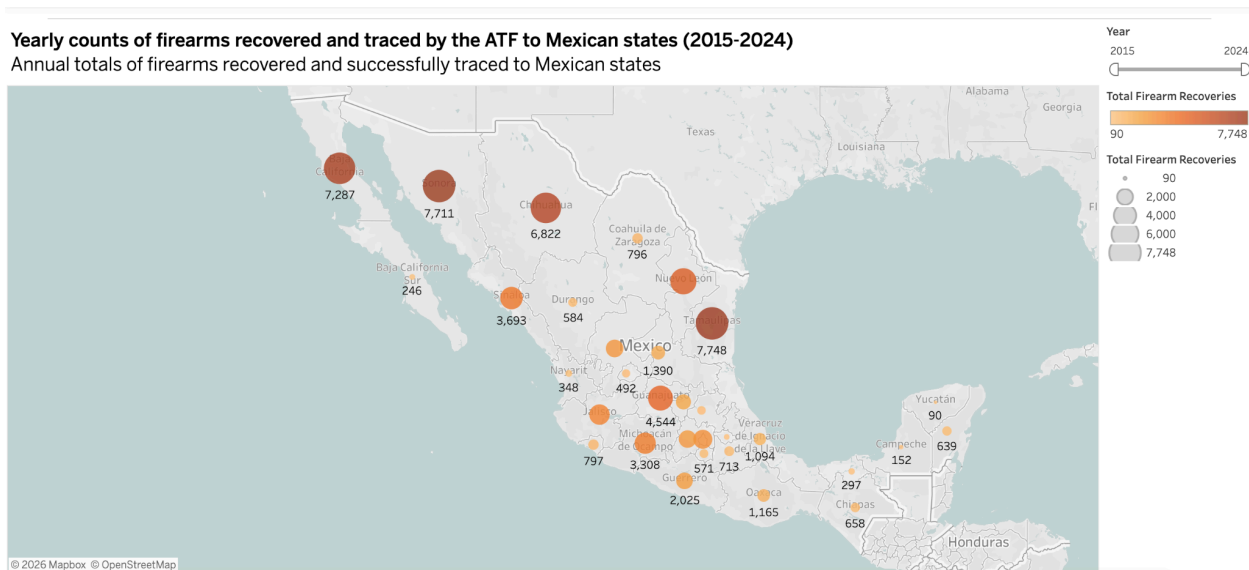 Yearly counts of firearms recovered and traced by the ATF to Mexican states (2015-2024)
Annual totals of firearms recovered and successfully traced to Mexican states
Year
2015 2024
Total Firearm Recoveries
90 7,748
Total Firearm Recoveries
90
2,000
4,000
6,000
7,748
Alabama
Georgia
Texas
Louisiana
Baja
California
7,287
Sonora
7,711
Chihuahua
6,822
Coahuila de
Zaragoza
796
Baja California
Sur
246
Nuevo León
Sinaloa
3,693
Durango
584
Tamaulipas
7,748
Mexico
1,390
Nayarit
348
492
Guanajuato
4,544
Jalisco
Yucatán
90
639
Campeche
152
Michoacán
de Ocampo
3,308
797
Veracruz
de Ignacio
de la Llave
1,094
571
713
Guerrero
2,025
Oaxaca
1,165
297
Chiapas
658
Honduras
© 2026 Mapbox © OpenStreetMap